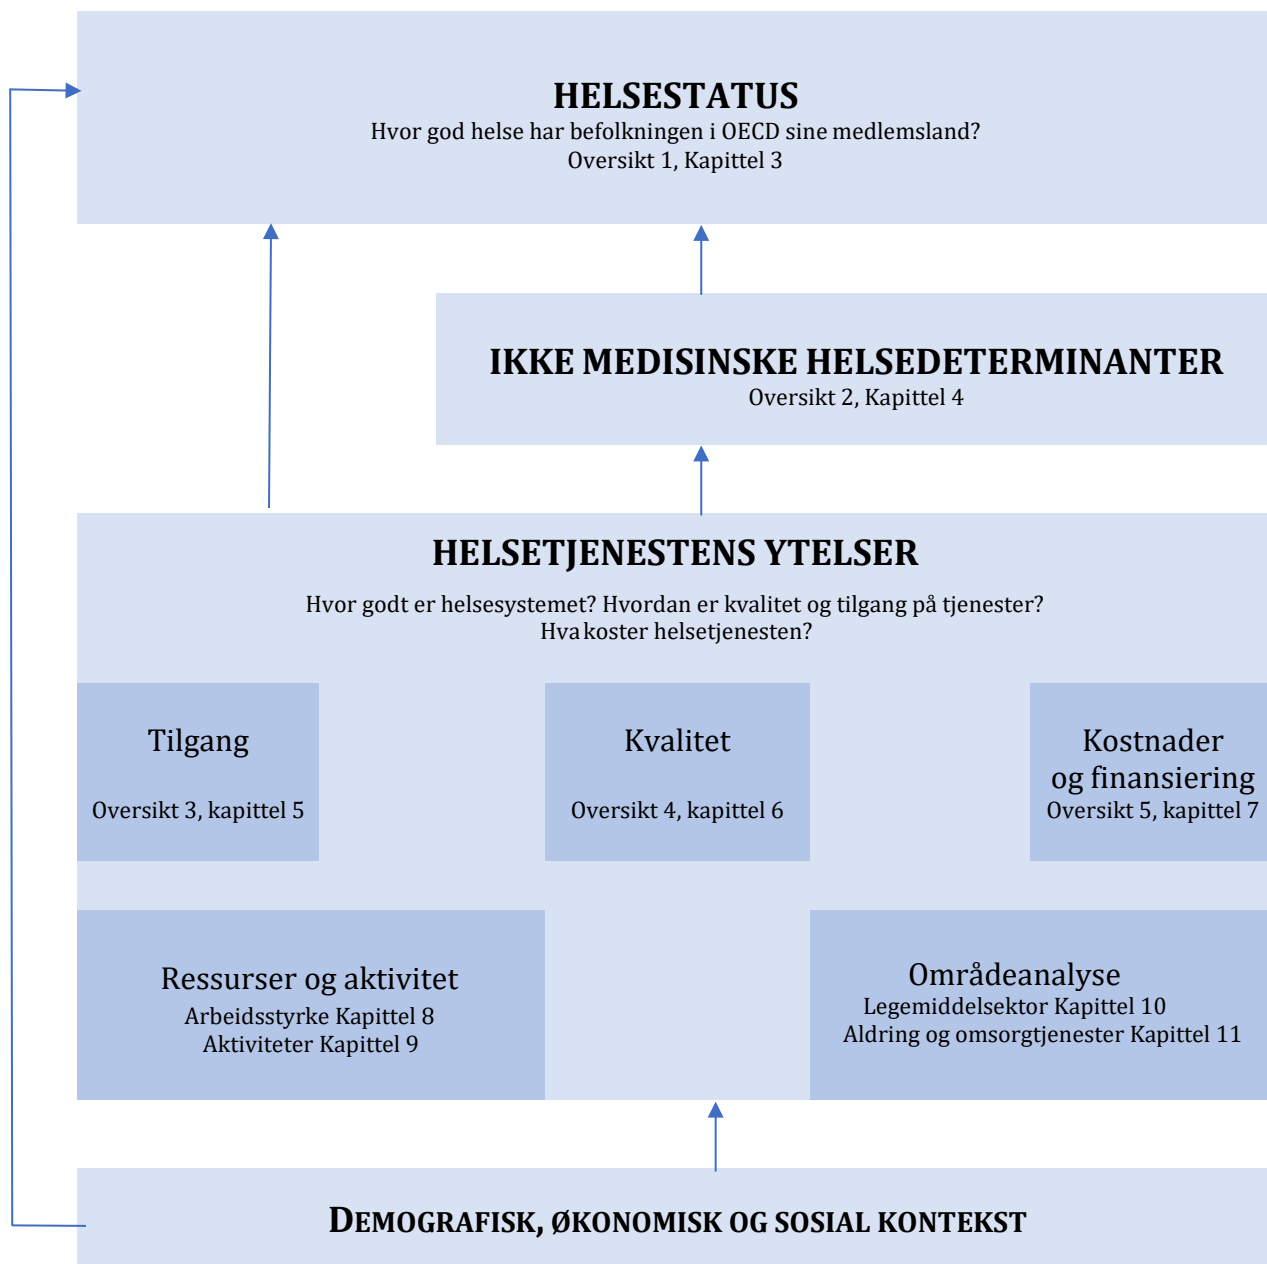 HELSESTATUS
Hvor god helse har befolkningen i OECD sine medlemsland?
Oversikt 1, Kapittel 3
IKKE MEDISINSKE HELSEDETERMINANTER
Oversikt 2, Kapittel 4
HELSETJENESTENS YTELSER
Hvor godt er helsesystemet? Hvordan er kvalitet og tilgang på tjenester?
Hva koster helsetjenesten?
Tilgang
Oversikt 3, kapittel 5
Kvalitet
Oversikt 4, kapittel 6
Kostnader
og finansiering
Oversikt 5, kapittel 7
Ressurser og aktivitet
Arbeidsstyrke Kapittel 8
Aktiviteter Kapittel 9
Områdeanalyse
Legemiddelsektor Kapittel 10
Aldring og omsorgtjenester Kapittel 11
DEMOGRAFISK, ØKONOMISK OG SOSIAL KONTEKST